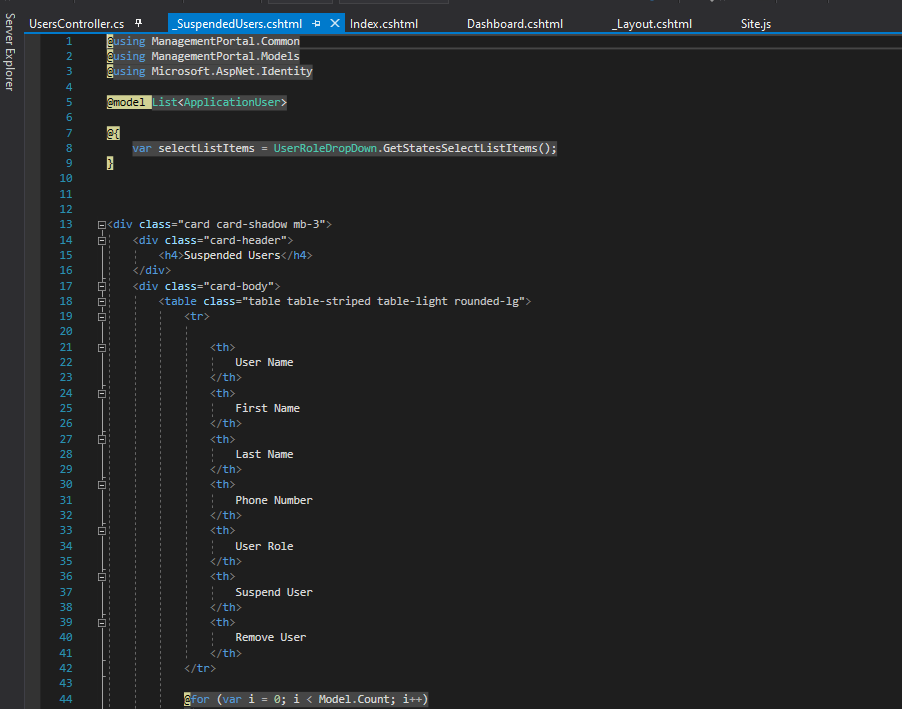 UsersController.cs
_SuspendedUsers.cshtml
Index.cshtml
Dashboard.cshtml
_Layout.cshtml
Site.js
Server Explorer
1 @using ManagementPortal.Common
2 @using ManagementPortal.Models
3 @using Microsoft.AspNet.Identity
4
5 @model List<ApplicationUser>
6
7 @{
8 var selectListItems = UserRoleDropDown.GetStatesSelectListItems();
9 }
10
11
12
13 <div class="card card-shadow mb-3">
14 <div class="card-header">
15 <h4>Suspended Users</h4>
16 </div>
17 <div class="card-body">
18 <table class="table table-striped table-light rounded-lg">
19 <tr>
20
21 <th>
22 User Name
23 </th>
24 <th>
25 First Name
26 </th>
27 <th>
28 Last Name
29 </th>
30 <th>
31 Phone Number
32 </th>
33 <th>
34 User Role
35 </th>
36 <th>
37 Suspend User
38 </th>
39 <th>
40 Remove User
41 </th>
42 </tr>
43
44 @for (var i = 0; i < Model.Count; i++)